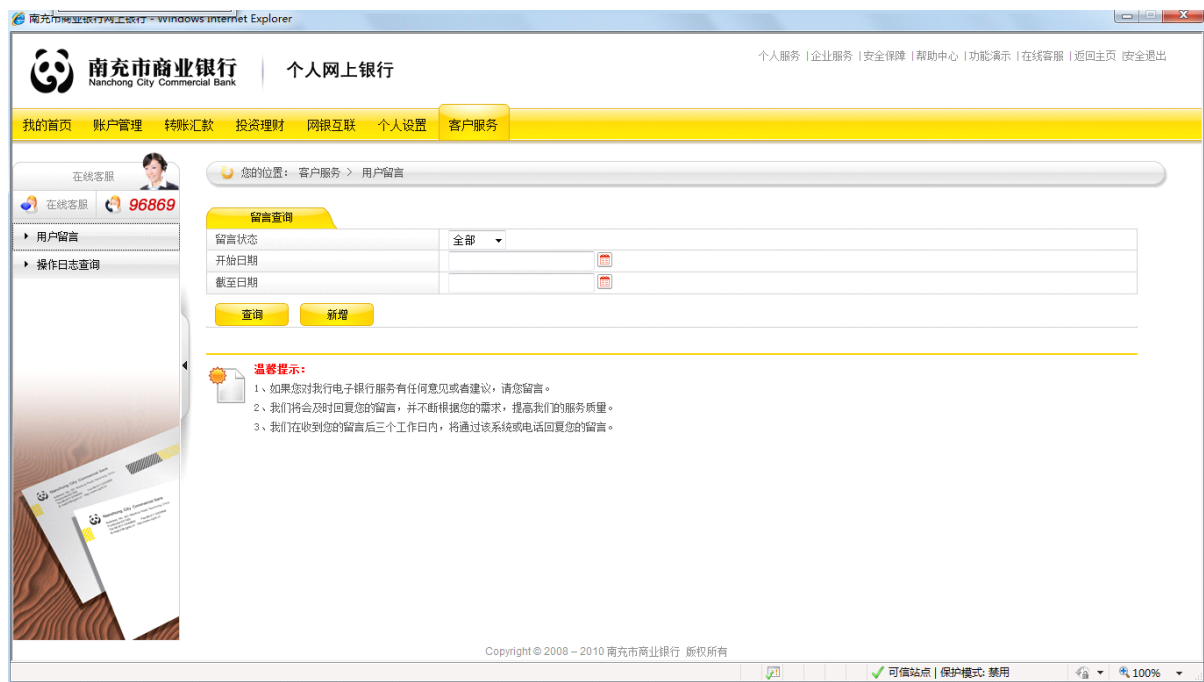 南充市商业银行网上银行 - Windows Internet Explorer
个人服务 | 企业服务 | 安全保障 | 帮助中心 | 功能演示 | 在线客服 | 返回主页 | 安全退出
南充市商业银行
Nanchong City Commercial Bank
个人网上银行
我的首页 账户管理 转账汇款 投资理财 网银互联 个人设置 客户服务
在线客服
在线客服 96869
用户留言
操作日志查询
您的位置： 客户服务 > 用户留言
留言查询
留言状态 全部
开始日期
截至日期
查询 新增
温馨提示：
1、如果您对我行电子银行服务有任何意见或者建议，请您留言。
2、我们将会及时回复您的留言，并不断根据您的需求，提高我们的服务质量。
3、我们在收到您的留言后三个工作日内，将通过该系统或电话回复您的留言。
Nanchong City Commercial Bank
Nanchong City Commercial Bank
Copyright © 2008 – 2010 南充市商业银行 版权所有
可信站点 | 保护模式: 禁用
100%